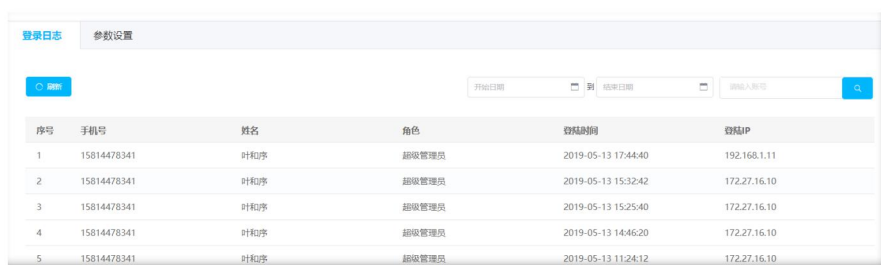 登录日志 参数设置
刷新 开始日期 到 结束日期 请输入账号
序号 手机号 姓名 角色 登陆时间 登陆IP
1 15814478341 叶和序 超级管理员 2019-05-13 17:44:40 192.168.1.11
2 15814478341 叶和序 超级管理员 2019-05-13 15:32:42 172.27.16.10
3 15814478341 叶和序 超级管理员 2019-05-13 15:25:40 172.27.16.10
4 15814478341 叶和序 超级管理员 2019-05-13 14:46:20 172.27.16.10
5 15814478341 叶和序 超级管理员 2019-05-13 11:24:12 172.27.16.10